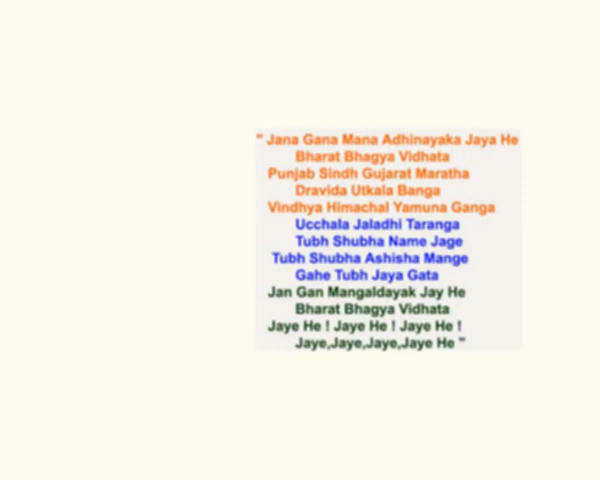 " Jana Gana Mana Adhinayaka Jaya He
Bharat Bhagya Vidhata
Punjab Sindh Gujarat Maratha
Dravida Utkala Banga
Vindhya Himachal Yamuna Ganga
Ucchala Jaladhi Taranga
Tubh Shubha Name Jage
Tubh Shubha Ashisha Mange
Gahe Tubh Jaya Gata
Jan Gan Mangaldayak Jay He
Bharat Bhagya Vidhata
Jaye He ! Jaye He ! Jaye He !
Jaye,Jaye,Jaye,Jaye He "